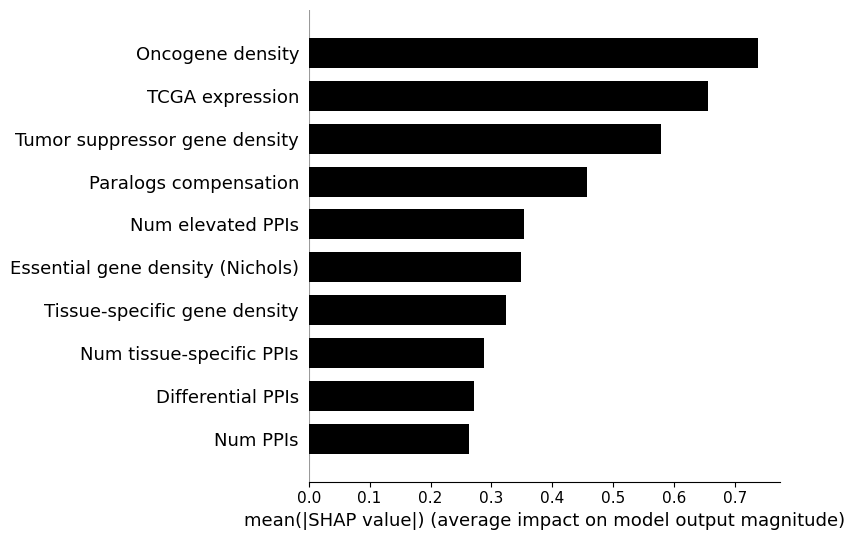 Oncogene density
TCGA expression
Tumor suppressor gene density
Paralogs compensation
Num elevated PPIs
Essential gene density (Nichols)
Tissue-specific gene density
Num tissue-specific PPIs
Differential PPIs
Num PPIs
0.0 0.1 0.2 0.3 0.4 0.5 0.6 0.7
mean(|SHAP value|) (average impact on model output magnitude)